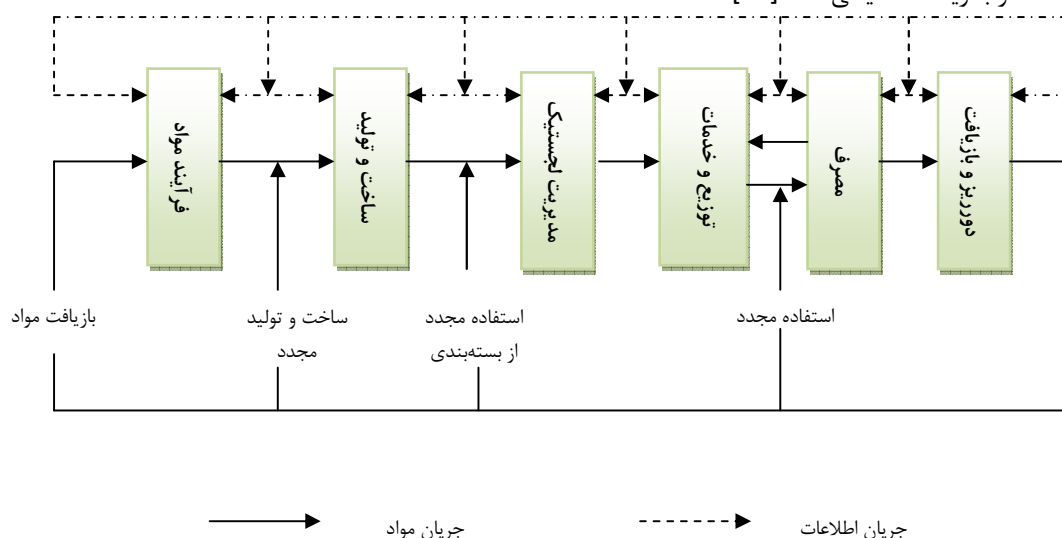 فرآیند مواد
ساخت و تولید
مدیریت لجستیک
توزیع و خدمات
مصرف
دورریز و بازیافت
بازیافت مواد
ساخت و تولید
مجدد
استفاده مجدد
از بسته‌بندی
استفاده مجدد
جریان مواد
جریان اطلاعات